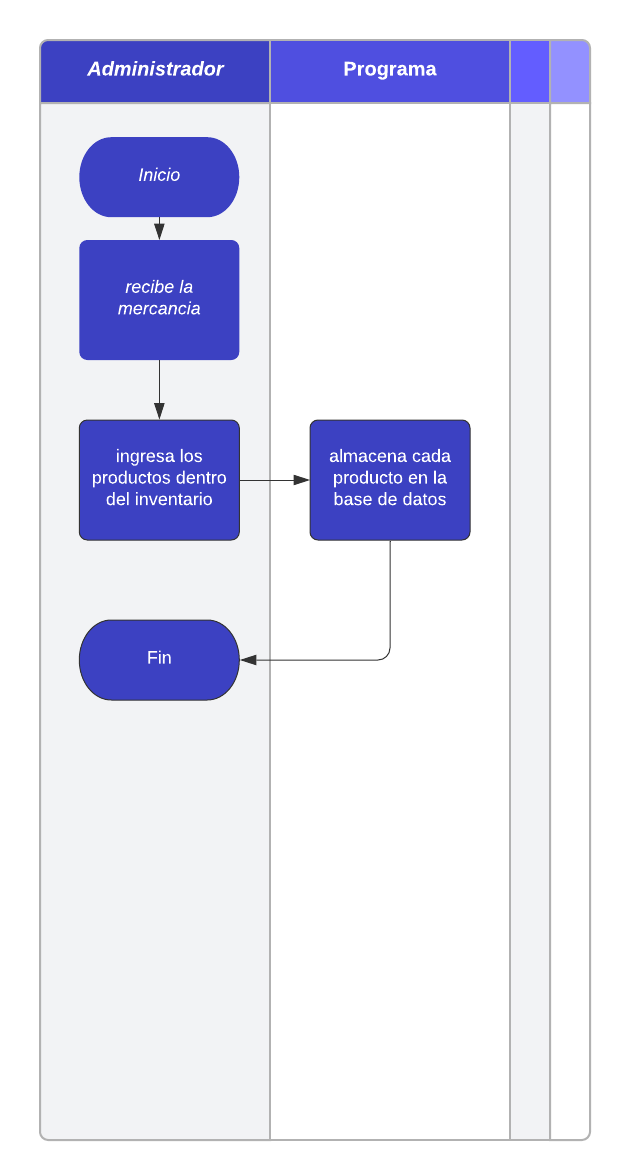 Administrador
Programa
Inicio
recibe la
mercancia
ingresa los
productos dentro
del inventario
almacena cada
producto en la
base de datos
Fin